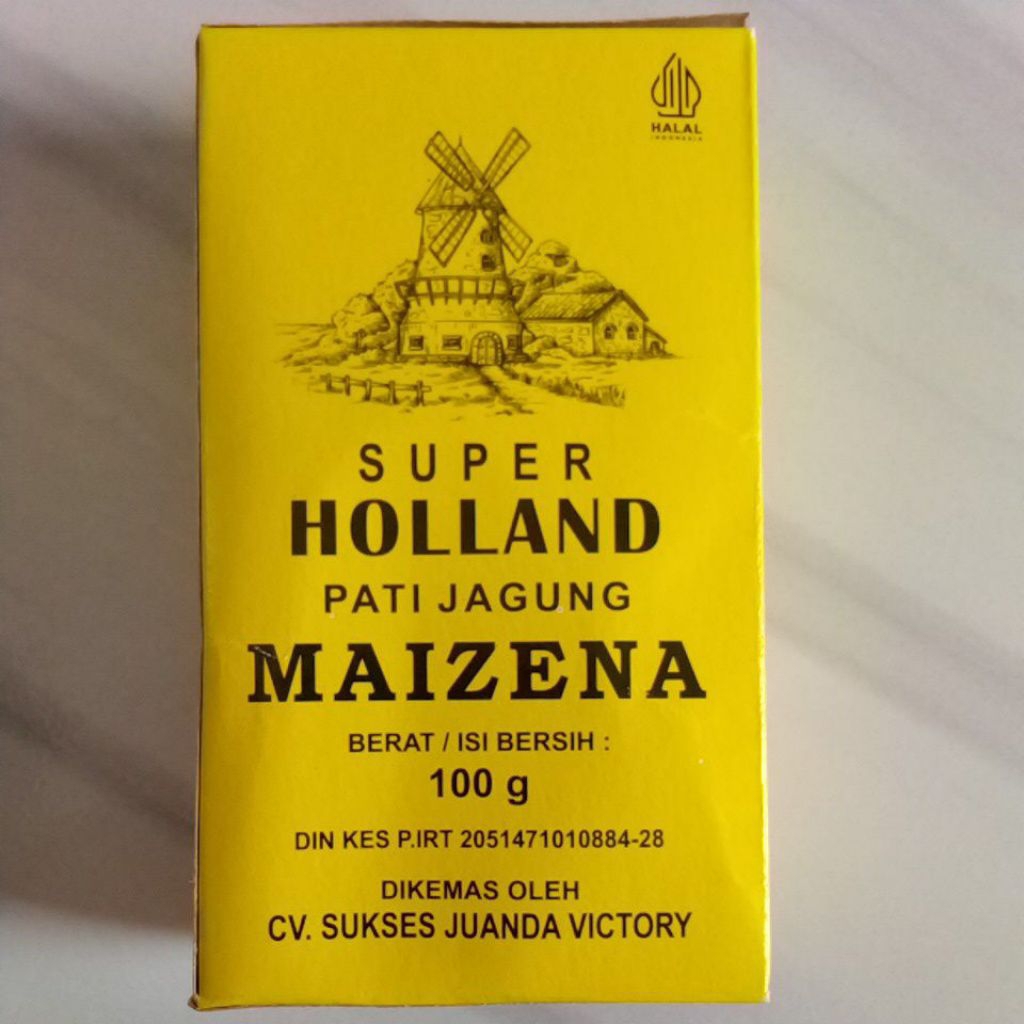 HALAL
INDONESIA
SUPER
HOLLAND
PATI JAGUNG
MAIZENA
BERAT / ISI BERSIH :
100 g
DIN KES P.IRT 2051471010884-28
DIKEMAS OLEH
CV. SUKSES JUANDA VICTORY